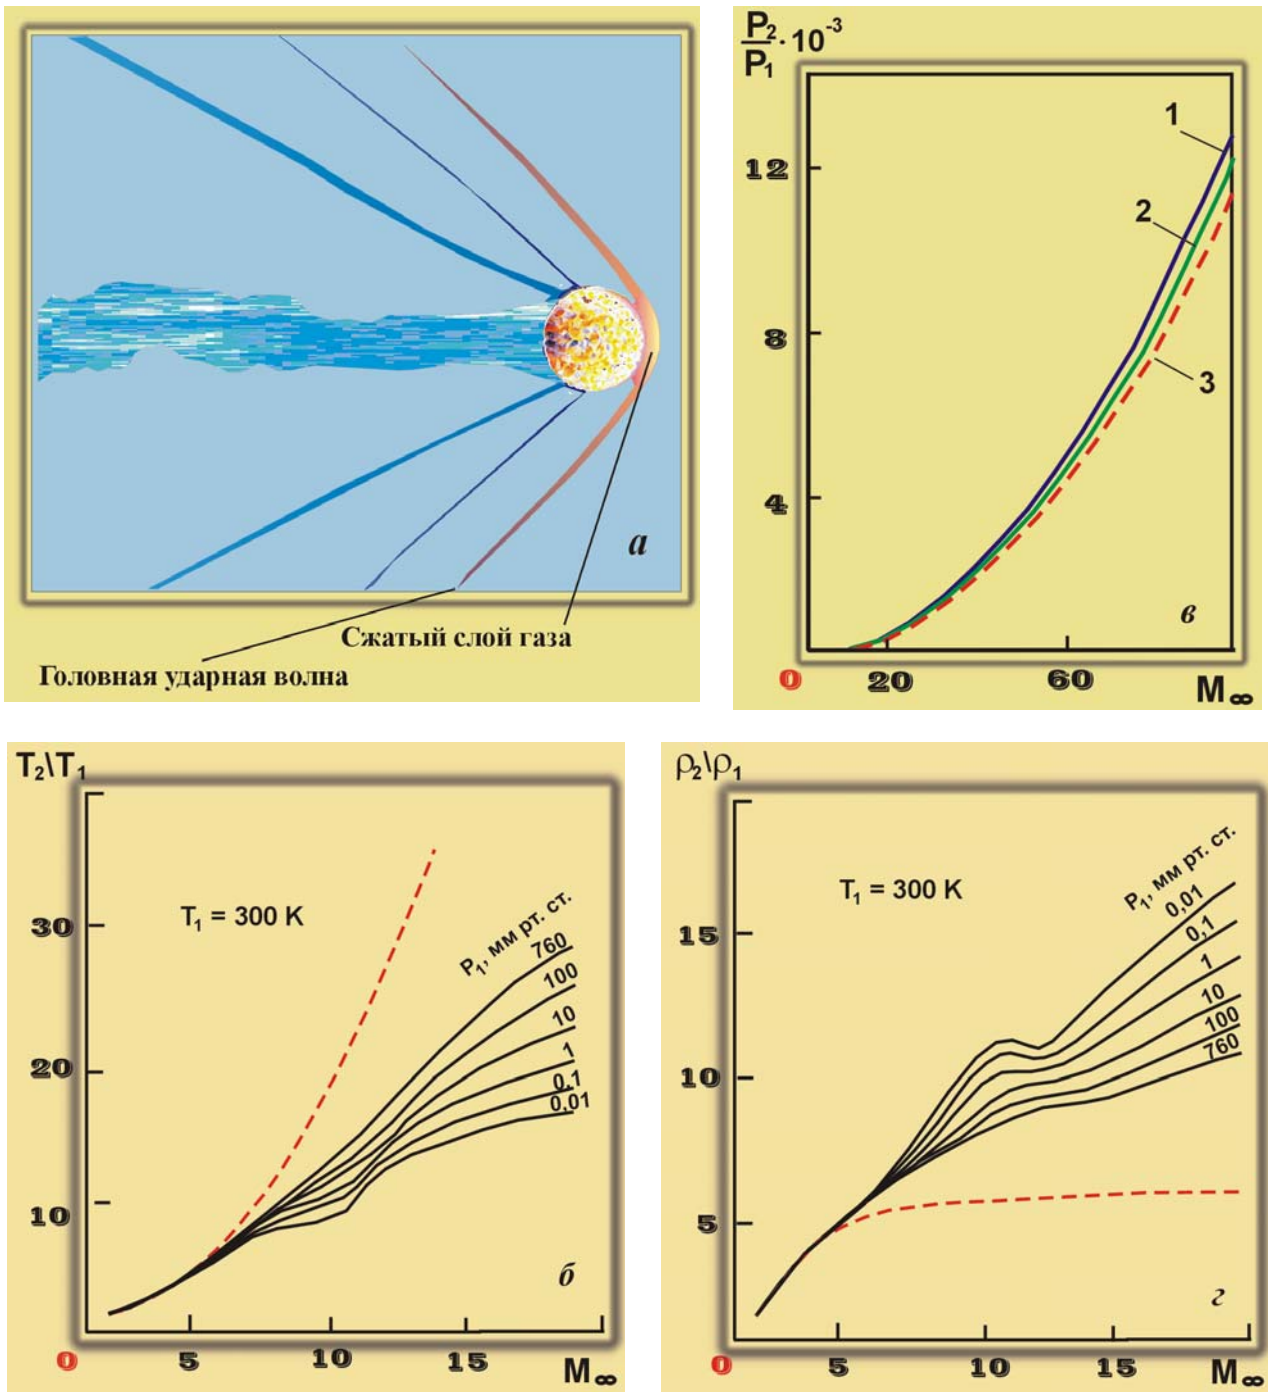 а
Сжатый слой газа
Головная ударная волна
P₂/P₁ · 10⁻³
1
12
2
8
3
4
в
0 20 60 M∞
T₂\T₁
30
T₁ = 300 K
P₁, мм рт. ст.
760
100
10
1
0,1
0,01
20
10
б
0 5 10 15 M∞
ρ₂\ρ₁
T₁ = 300 K
P₁, мм рт. ст.
0,01
0,1
1
10
100
760
15
10
5
г
0 5 10 15 M∞